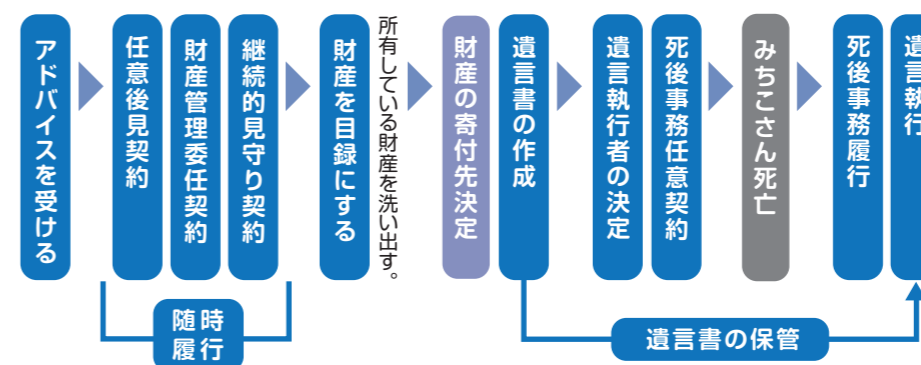 アドバイスを受ける
任意後見契約
財産管理委任契約
継続的見守り契約
随時
履行
財産を目録にする
所有している財産を洗い出す。
財産の寄付先決定
遺言書の作成
遺言執行者の決定
死後事務任意契約
みちこさん死亡
死後事務履行
遺言執行
遺言書の保管